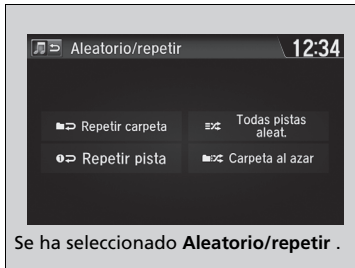 Aleatorio/repetir 12:34
Repetir carpeta
Todas pistas
aleat.
Repetir pista
Carpeta al azar
Se ha seleccionado Aleatorio/repetir .